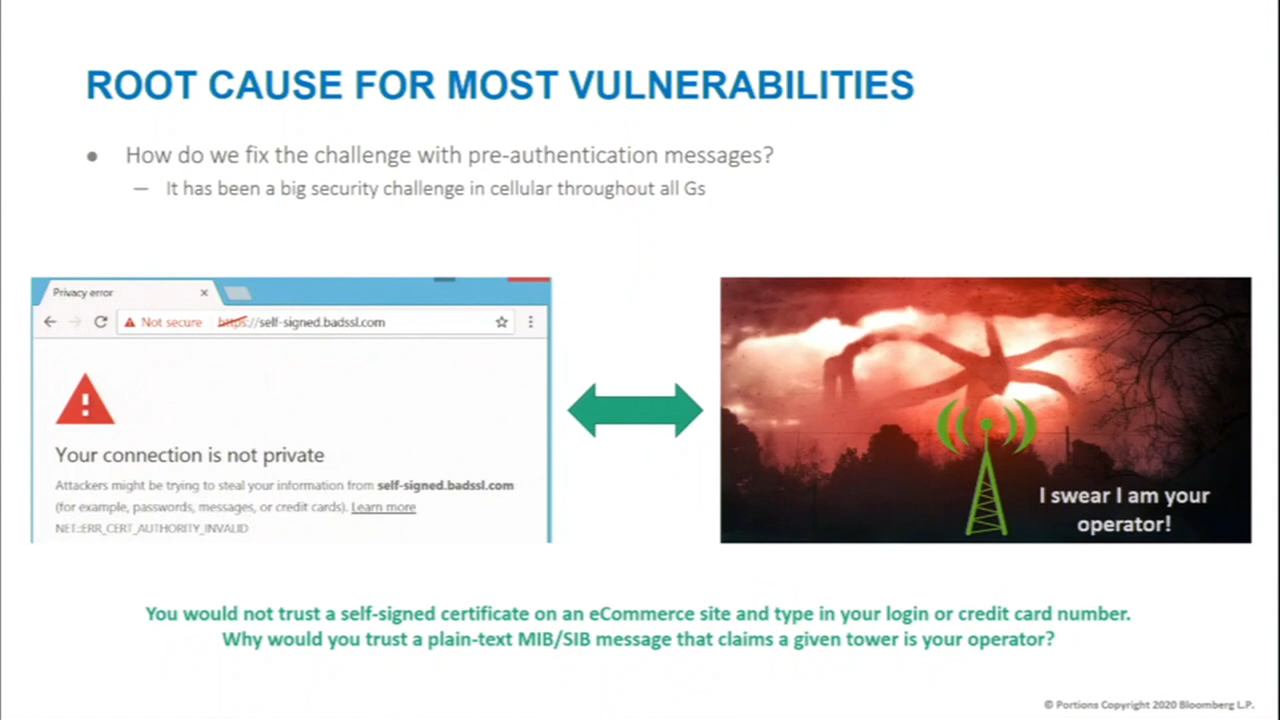 ROOT CAUSE FOR MOST VULNERABILITIES
● How do we fix the challenge with pre-authentication messages?
— It has been a big security challenge in cellular throughout all Gs
Privacy error
Not secure https://self-signed.badssl.com
Your connection is not private
Attackers might be trying to steal your information from self-signed.badssl.com
(for example, passwords, messages, or credit cards). Learn more
NET::ERR_CERT_AUTHORITY_INVALID
I swear I am your
operator!
You would not trust a self-signed certificate on an eCommerce site and type in your login or credit card number.
Why would you trust a plain-text MIB/SIB message that claims a given tower is your operator?
© Portions Copyright 2020 Bloomberg L.P.